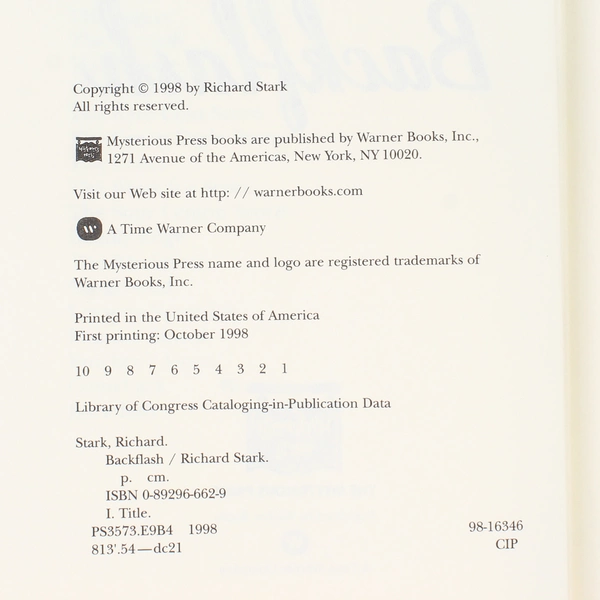 Copyright © 1998 by Richard Stark
All rights reserved.
Mysterious Press books are published by Warner Books, Inc.,
1271 Avenue of the Americas, New York, NY 10020.
Visit our Web site at http: // warnerbooks.com
A Time Warner Company
The Mysterious Press name and logo are registered trademarks of
Warner Books, Inc.
Printed in the United States of America
First printing: October 1998
10 9 8 7 6 5 4 3 2 1
Library of Congress Cataloging-in-Publication Data
Stark, Richard.
Backflash / Richard Stark.
p. cm.
ISBN 0-89296-662-9
I. Title.
PS3573.E9B4 1998 98-16346
813'.54—dc21 CIP